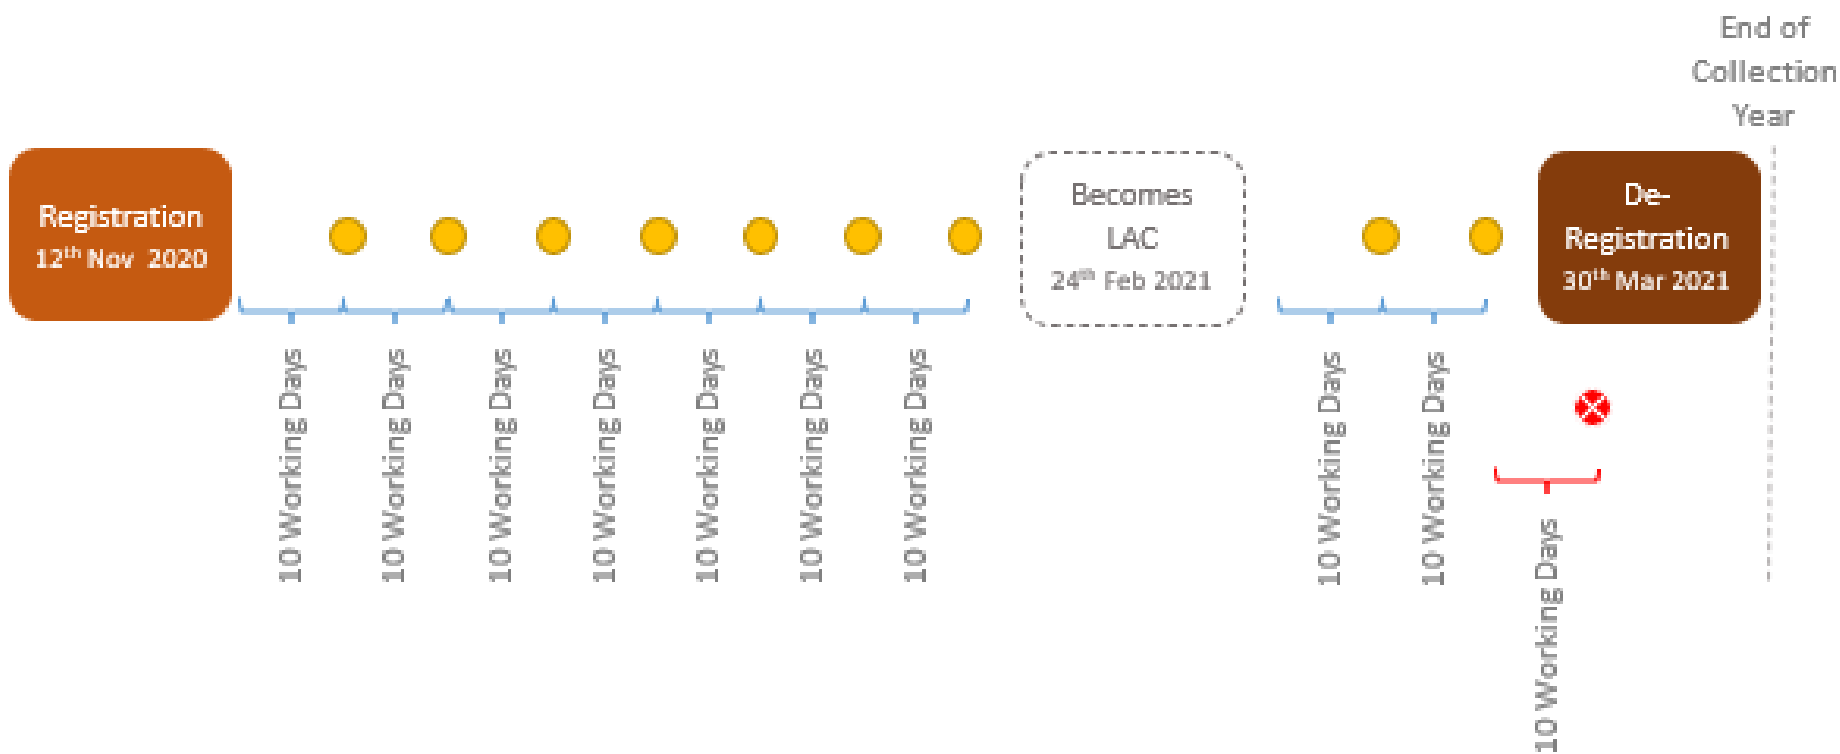 End of
Collection
Year
Registration
12th Nov 2020
Becomes
LAC
24th Feb 2021
De-
Registration
30th Mar 2021
10 Working Days
10 Working Days
10 Working Days
10 Working Days
10 Working Days
10 Working Days
10 Working Days
10 Working Days
10 Working Days
10 Working Days